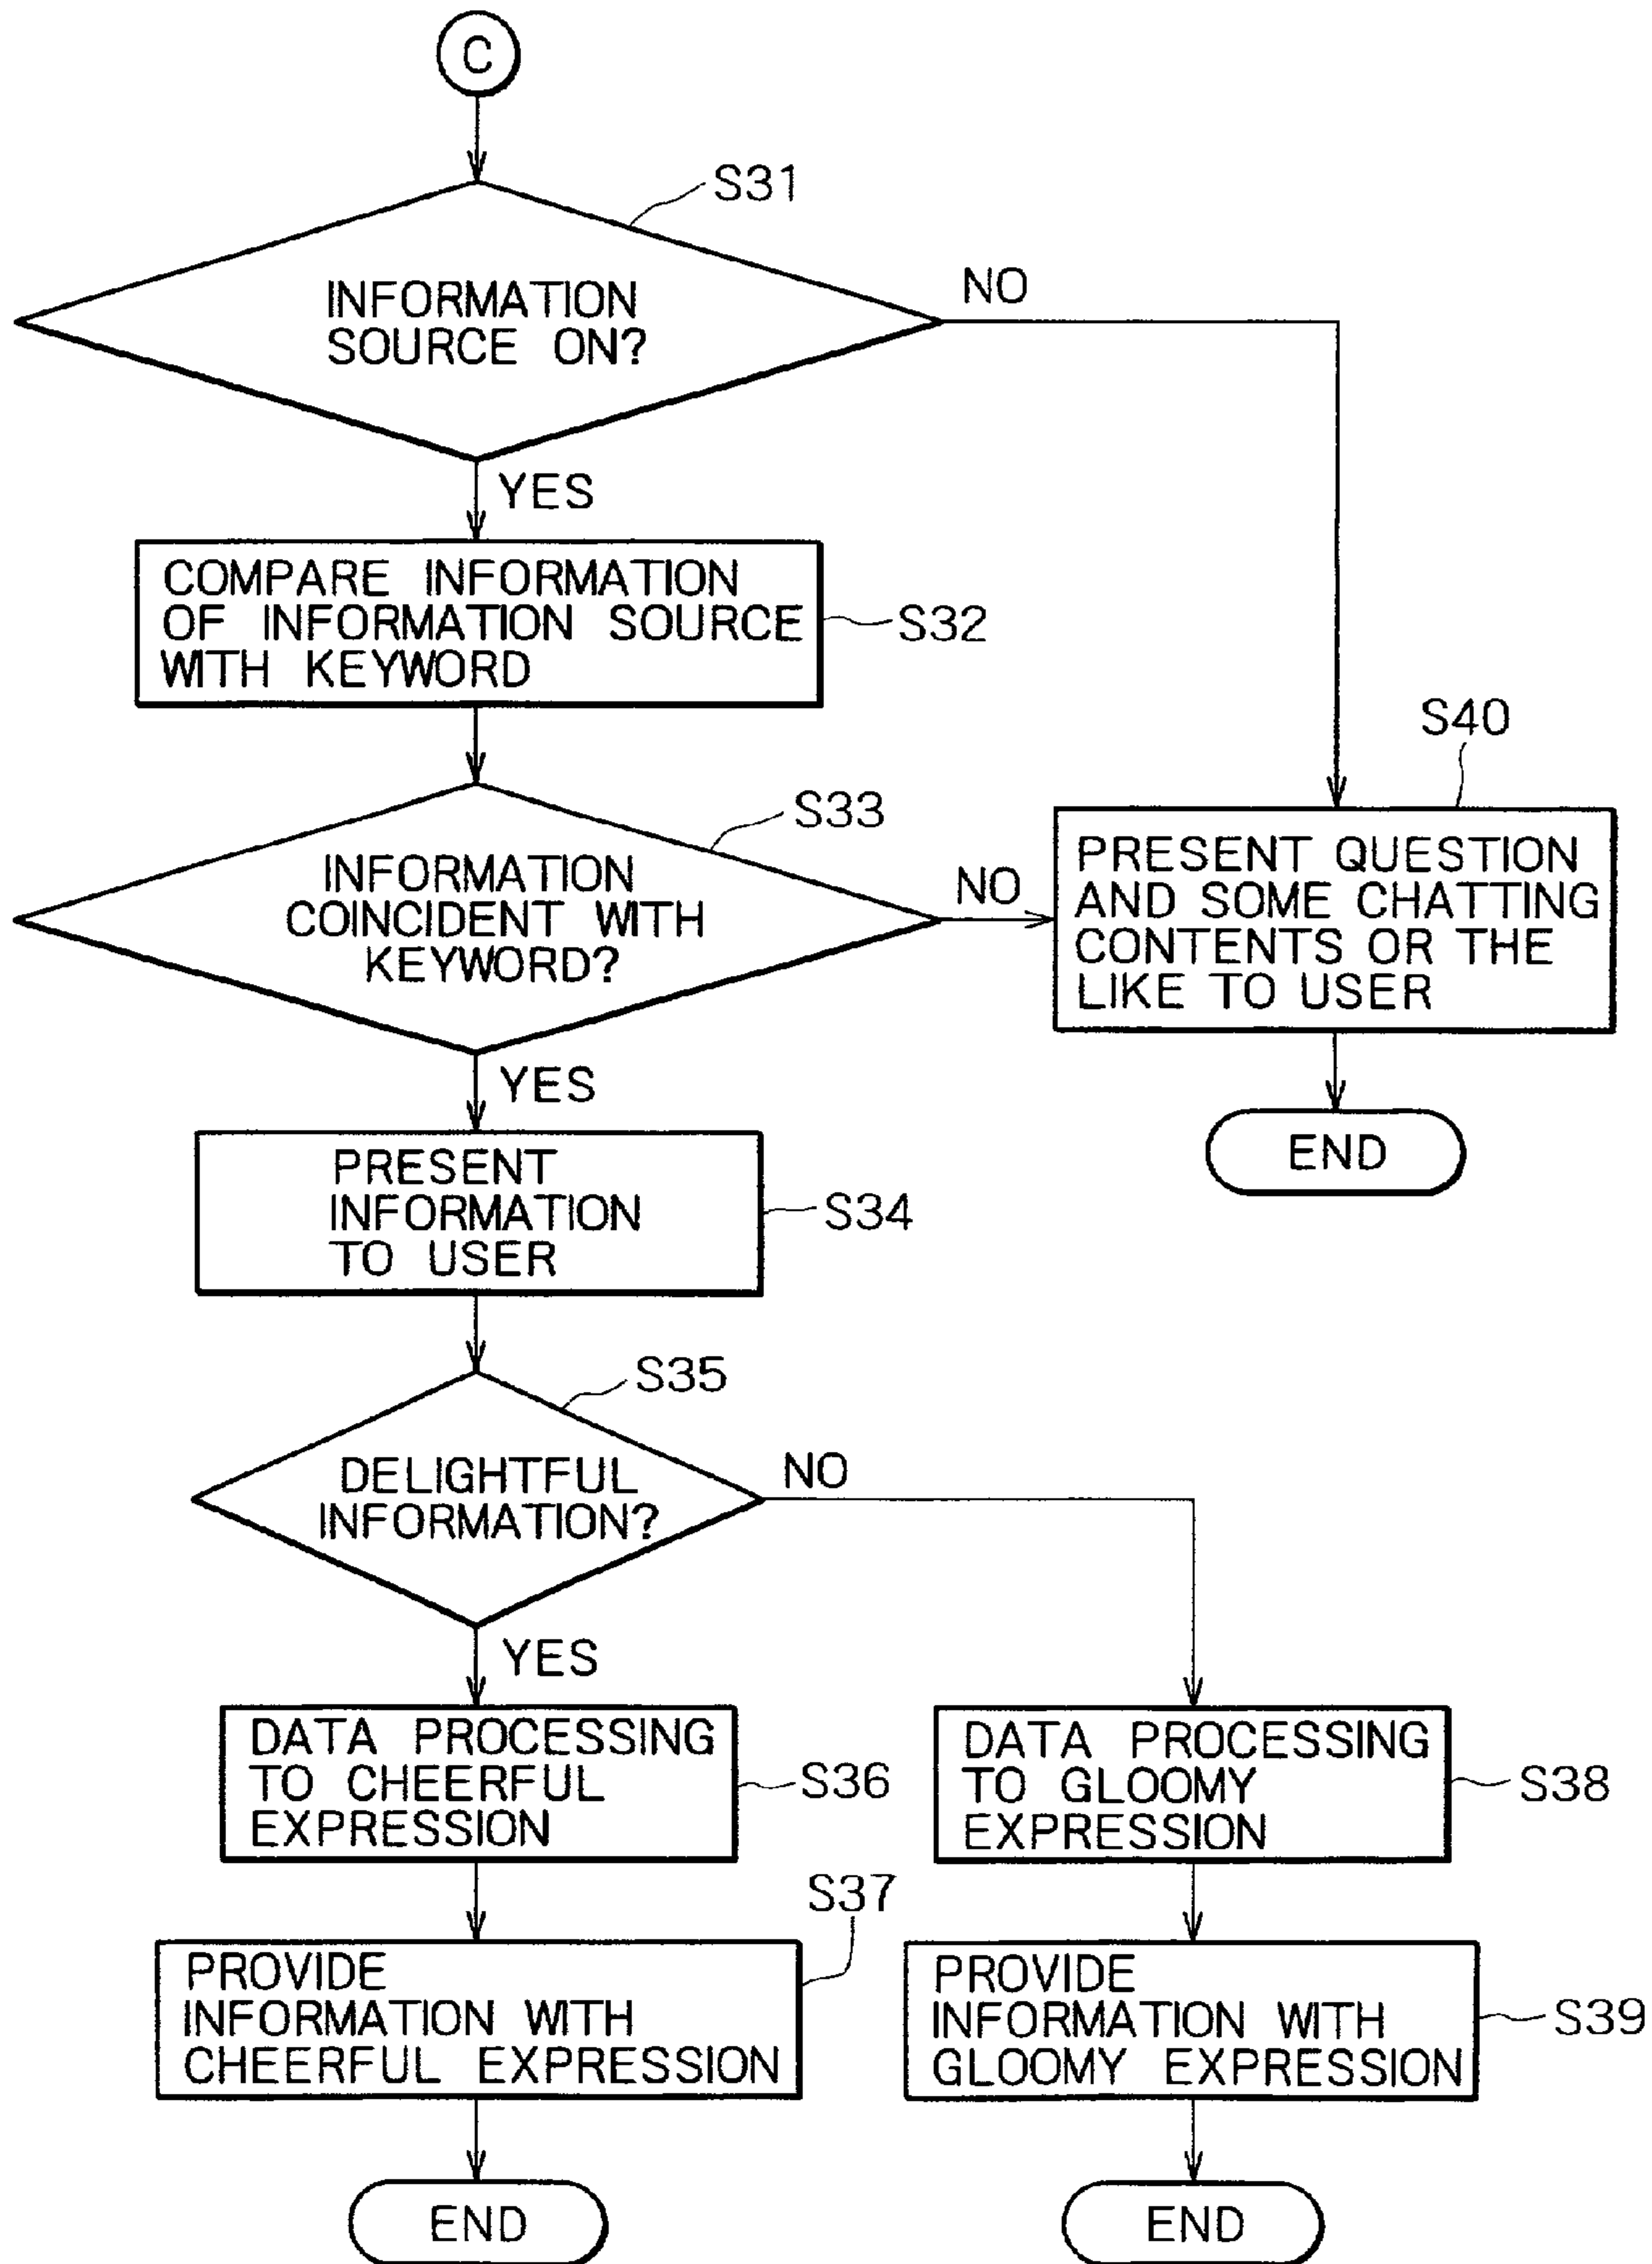 C
S31
INFORMATION
SOURCE ON?
NO
YES
COMPARE INFORMATION
OF INFORMATION SOURCE
WITH KEYWORD
S32
S33
INFORMATION
COINCIDENT WITH
KEYWORD?
NO
S40
PRESENT QUESTION
AND SOME CHATTING
CONTENTS OR THE
LIKE TO USER
END
YES
PRESENT
INFORMATION
TO USER
S34
S35
DELIGHTFUL
INFORMATION?
NO
YES
DATA PROCESSING
TO CHEERFUL
EXPRESSION
S36
DATA PROCESSING
TO GLOOMY
EXPRESSION
S38
S37
PROVIDE
INFORMATION WITH
CHEERFUL EXPRESSION
PROVIDE
INFORMATION WITH
GLOOMY EXPRESSION
S39
END
END